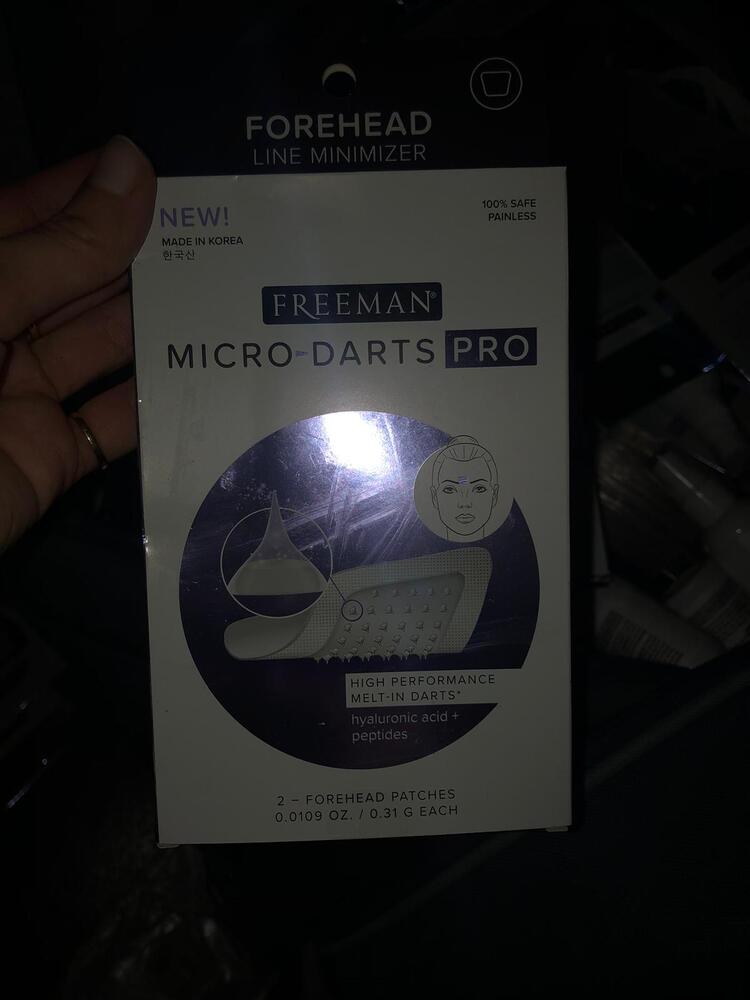 FOREHEAD
LINE MINIMIZER
NEW!
MADE IN KOREA
한국산
100% SAFE
PAINLESS
FREEMAN®
MICRO-DARTS PRO
HIGH PERFORMANCE
MELT-IN DARTS*
hyaluronic acid +
peptides
2 – FOREHEAD PATCHES
0.0109 OZ. / 0.31 G EACH